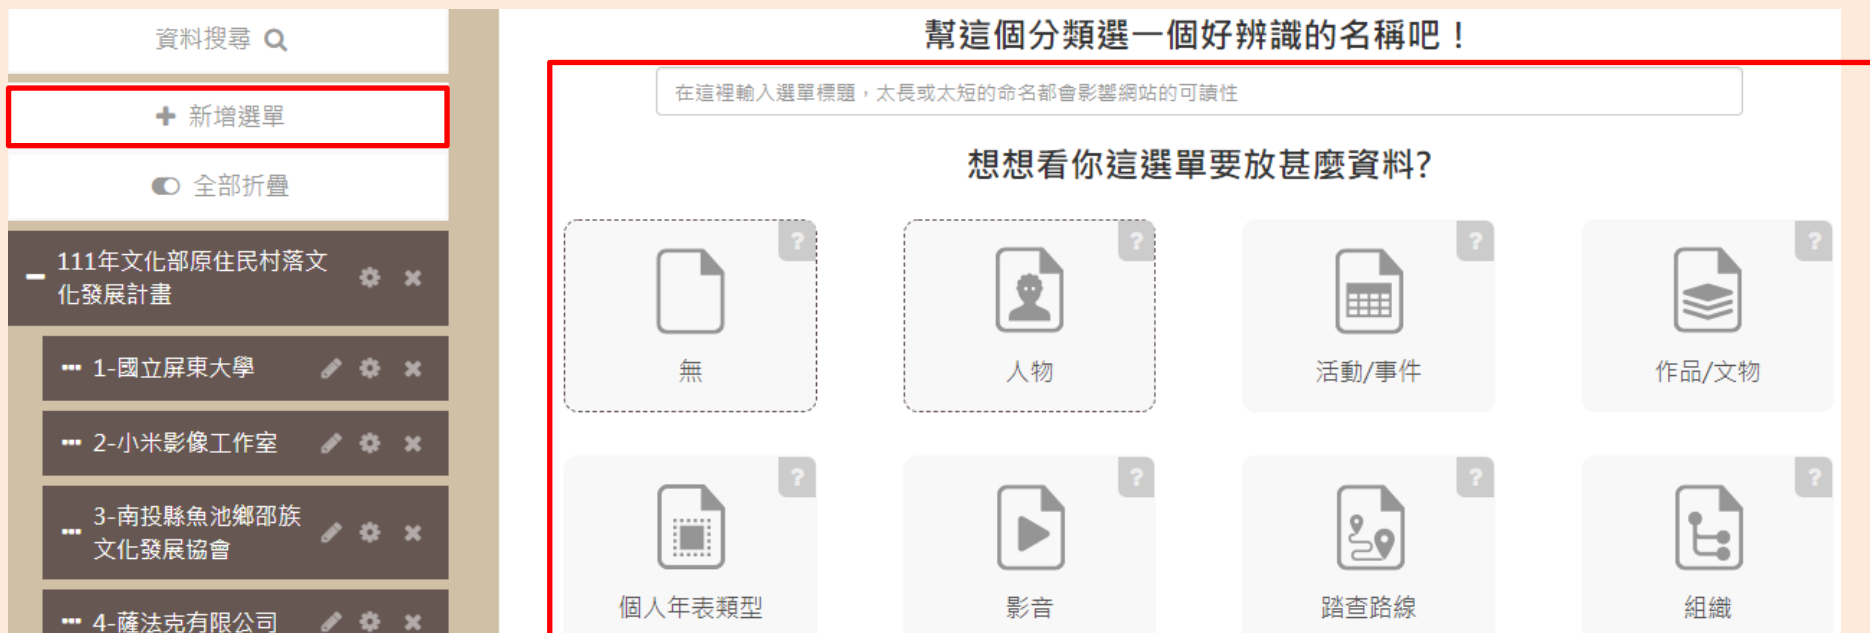 資料搜尋
新增選單
全部折疊
111年文化部原住民村落文
化發展計畫
1-國立屏東大學
2-小米影像工作室
3-南投縣魚池鄉邵族
文化發展協會
4-薩法克有限公司
幫這個分類選一個好辨識的名稱吧！
在這裡輸入選單標題，太長或太短的命名都會影響網站的可讀性
想想看你這選單要放甚麼資料?
?
?
?
?
無
人物
活動/事件
作品/文物
?
?
?
?
個人年表類型
影音
踏查路線
組織